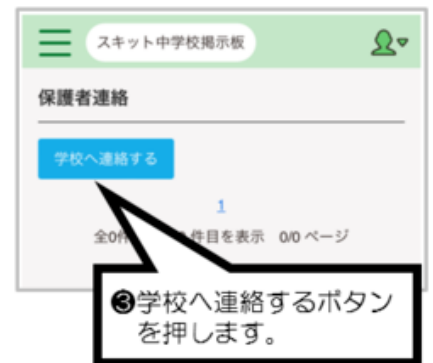 スキット中学校掲示板
保護者連絡
学校へ連絡する
1
全0件 件目を表示 0/0 ページ
❸学校へ連絡するボタン
を押します。